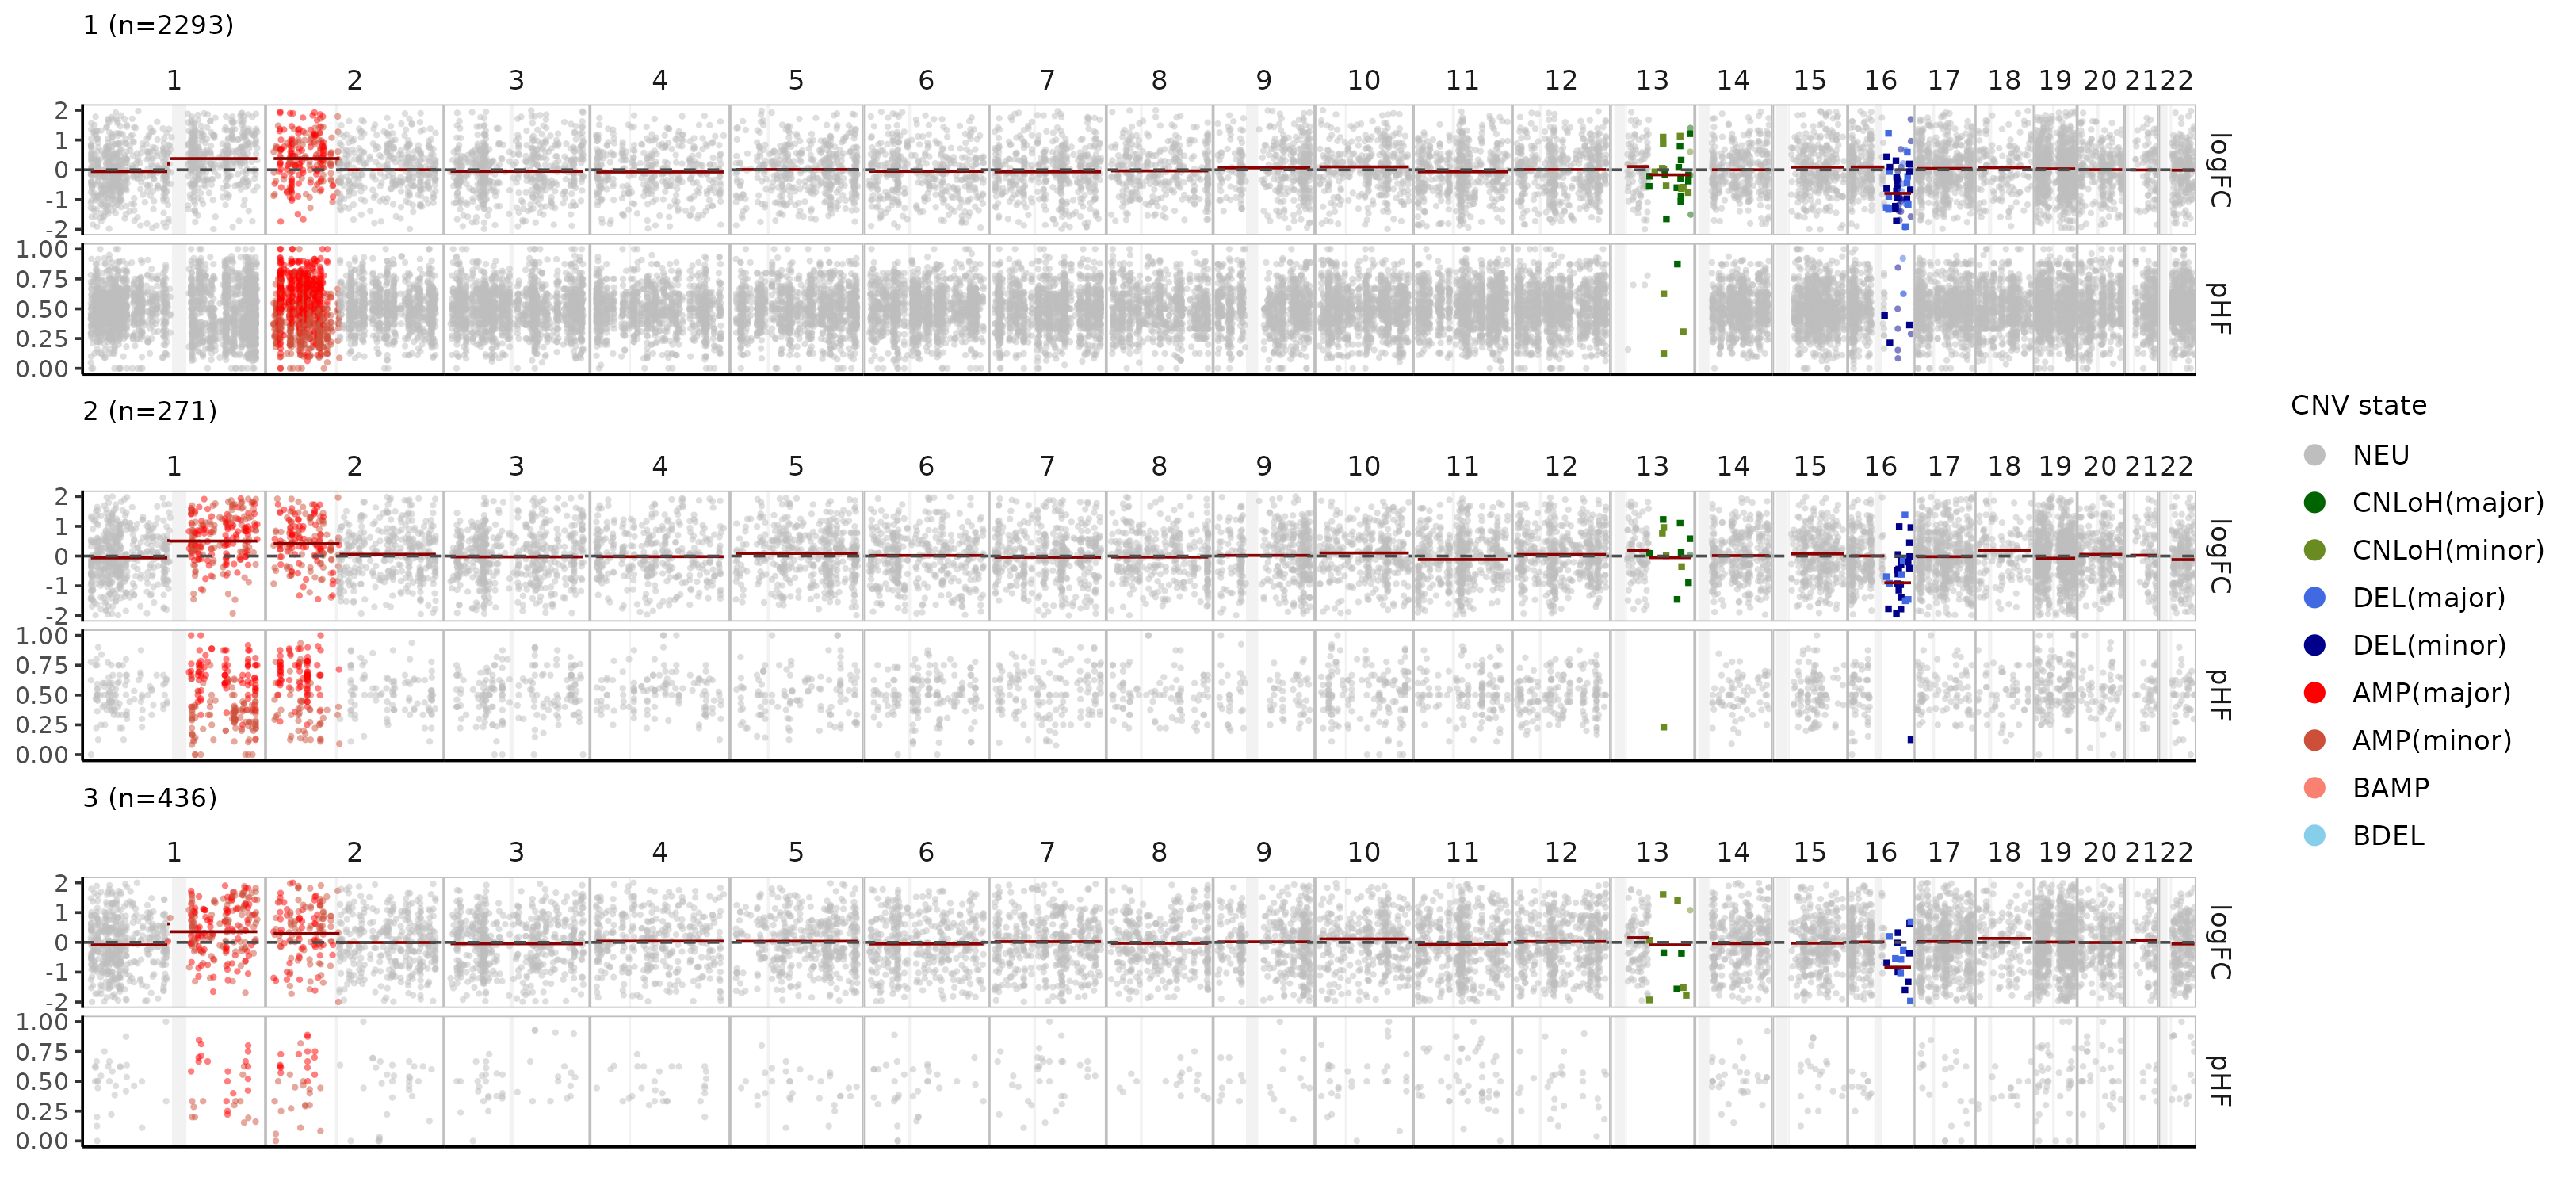 1 (n=2293)
1 2 3 4 5 6 7 8 9 10 11 12 13 14 15 16 17 18 19 20 21 22
2
1
0
-1
-2
logFC
1.00
0.75
0.50
0.25
0.00
pHF
2 (n=271)
1 2 3 4 5 6 7 8 9 10 11 12 13 14 15 16 17 18 19 20 21 22
2
1
0
-1
-2
logFC
1.00
0.75
0.50
0.25
0.00
pHF
3 (n=436)
1 2 3 4 5 6 7 8 9 10 11 12 13 14 15 16 17 18 19 20 21 22
2
1
0
-1
-2
logFC
1.00
0.75
0.50
0.25
0.00
pHF
CNV state
NEU
CNLoH(major)
CNLoH(minor)
DEL(major)
DEL(minor)
AMP(major)
AMP(minor)
BAMP
BDEL